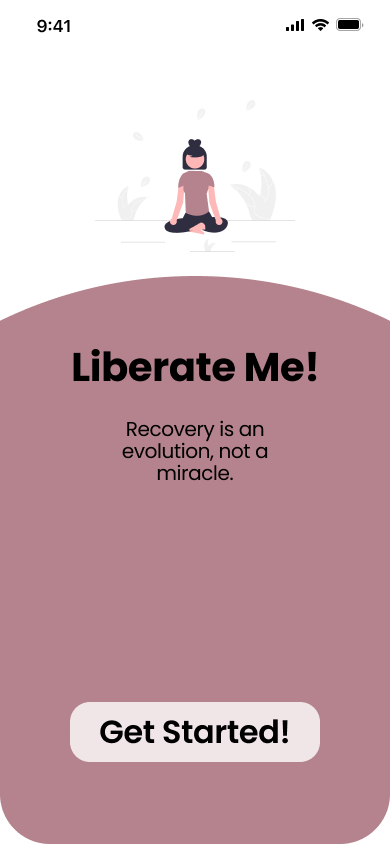 9:41
Liberate Me!
Recovery is an
evolution, not a
miracle.
Get Started!